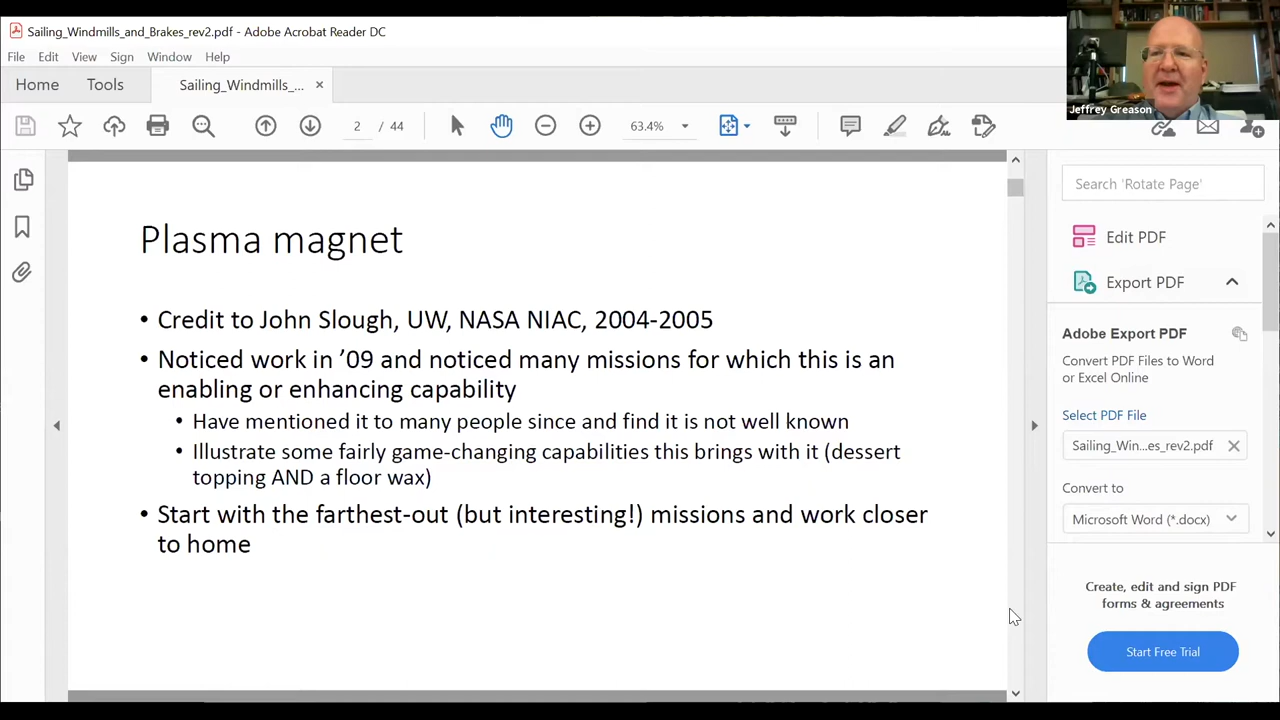 Sailing_Windmills_and_Brakes_rev2.pdf - Adobe Acrobat Reader DC
File Edit View Sign Window Help
Home Tools Sailing_Windmills_...
2 / 44 63.4%
Jeffrey Greason
Plasma magnet
• Credit to John Slough, UW, NASA NIAC, 2004-2005
• Noticed work in ’09 and noticed many missions for which this is an
enabling or enhancing capability
• Have mentioned it to many people since and find it is not well known
• Illustrate some fairly game-changing capabilities this brings with it (dessert
topping AND a floor wax)
• Start with the farthest-out (but interesting!) missions and work closer
to home
Search 'Rotate Page'
Edit PDF
Export PDF
Adobe Export PDF
Convert PDF Files to Word
or Excel Online
Select PDF File
Sailing_Win...es_rev2.pdf
Convert to
Microsoft Word (*.docx)
Create, edit and sign PDF
forms & agreements
Start Free Trial